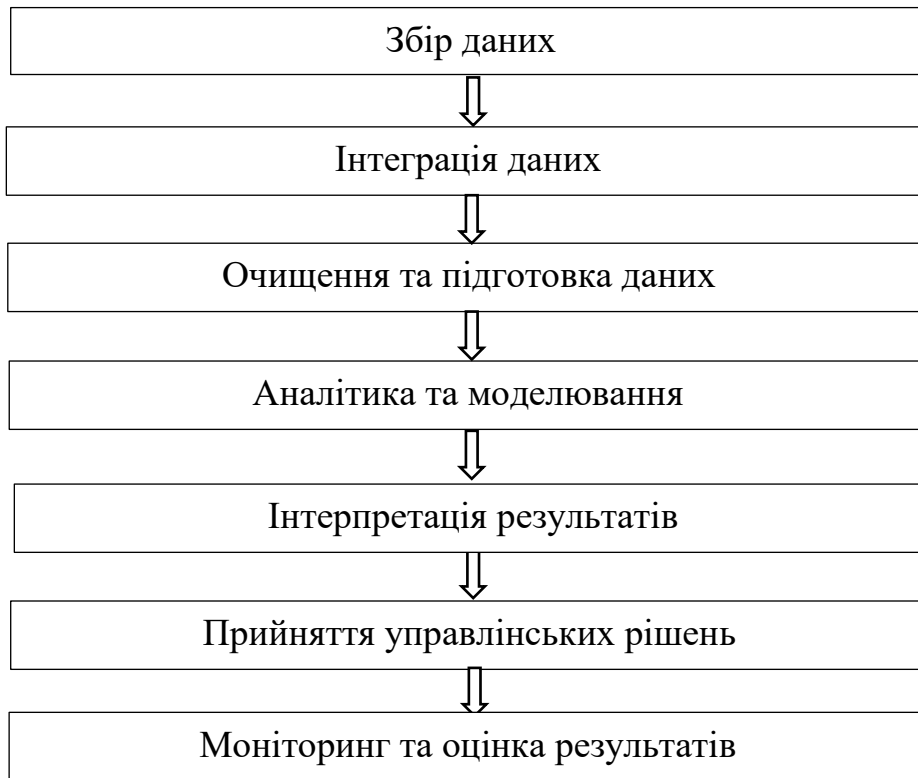 Збір даних
Інтеграція даних
Очищення та підготовка даних
Аналітика та моделювання
Інтерпретація результатів
Прийняття управлінських рішень
Моніторинг та оцінка результатів